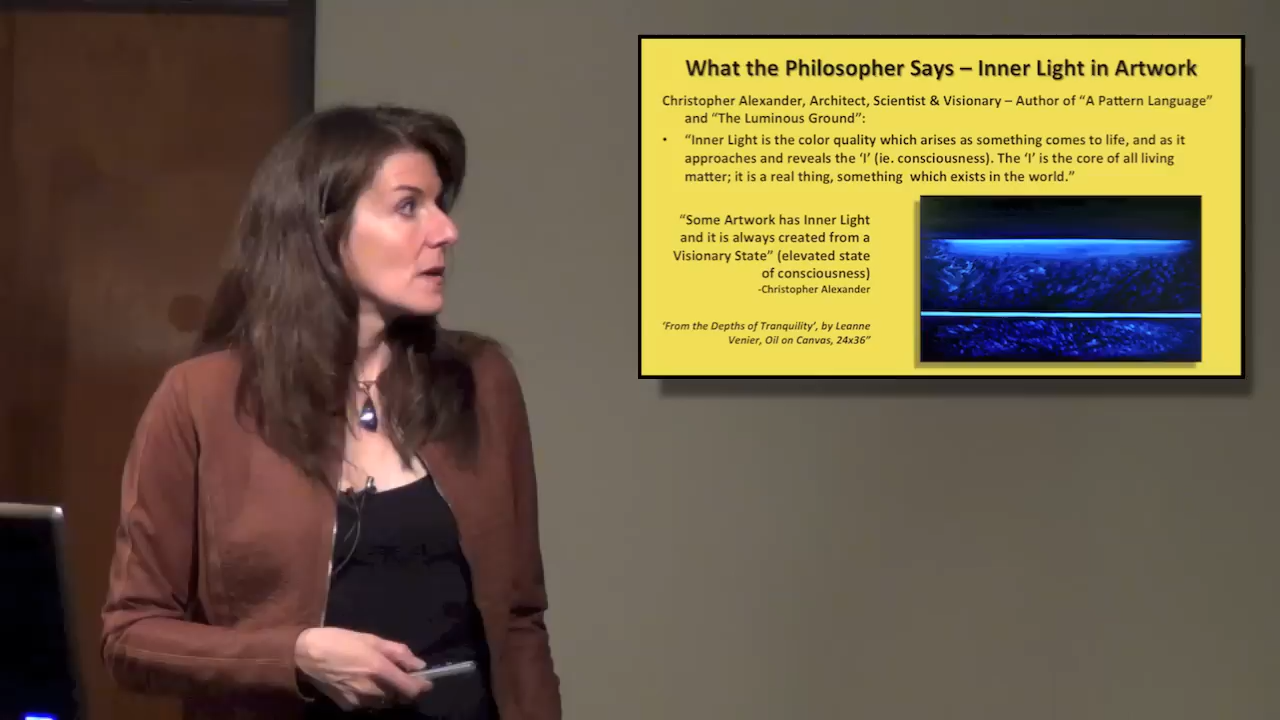 What the Philosopher Says – Inner Light in Artwork
Christopher Alexander, Architect, Scientist & Visionary – Author of “A Pattern Language”
and “The Luminous Ground”:
• “Inner Light is the color quality which arises as something comes to life, and as it
approaches and reveals the ‘I’ (ie. consciousness). The ‘I’ is the core of all living
matter; it is a real thing, something which exists in the world.”
“Some Artwork has Inner Light
and it is always created from a
Visionary State” (elevated state
of consciousness)
-Christopher Alexander
‘From the Depths of Tranquility’, by Leanne
Venier, Oil on Canvas, 24x36”